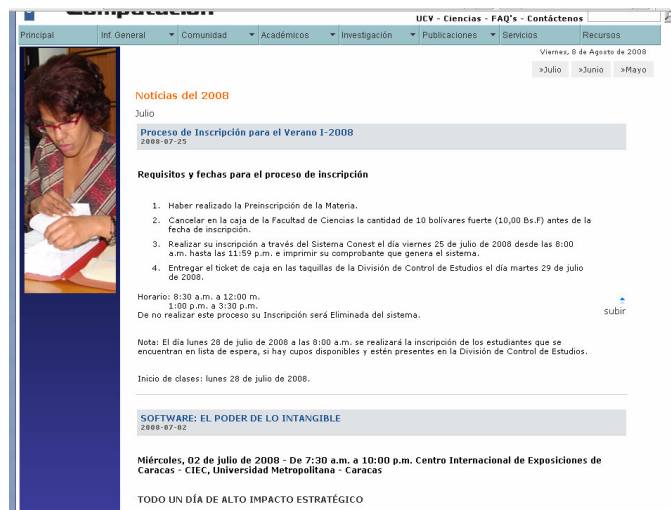 Computación
UCV - Ciencias - FAQ's - Contáctenos
Principal Inf. General Comunidad Académicos Investigación Publicaciones Servicios Recursos
Viernes, 8 de Agosto de 2008
»Julio »Junio »Mayo
Noticias del 2008
Julio
Proceso de Inscripción para el Verano I-2008
2008-07-25
Requisitos y fechas para el proceso de inscripción
1. Haber realizado la Preinscripción de la Materia.
2. Cancelar en la caja de la Facultad de Ciencias la cantidad de 10 bolívares fuerte (10,00 Bs.F) antes de la
fecha de inscripción.
3. Realizar su inscripción a través del Sistema Conest el día viernes 25 de julio de 2008 desde las 8:00
a.m. hasta las 11:59 p.m. e imprimir su comprobante que genera el sistema.
4. Entregar el ticket de caja en las taquillas de la División de Control de Estudios el día martes 29 de julio
de 2008.
Horario: 8:30 a.m. a 12:00 m.
1:00 p.m. a 3:30 p.m.
subir
De no realizar este proceso su Inscripción será Eliminada del sistema.
Nota: El día lunes 28 de julio de 2008 a las 8:00 a.m. se realizará la inscripción de los estudiantes que se
encuentran en lista de espera, si hay cupos disponibles y estén presentes en la División de Control de Estudios.
Inicio de clases: lunes 28 de julio de 2008.
SOFTWARE: EL PODER DE LO INTANGIBLE
2008-07-02
Miércoles, 02 de julio de 2008 - De 7:30 a.m. a 10:00 p.m. Centro Internacional de Exposiciones de
Caracas - CIEC, Universidad Metropolitana - Caracas
TODO UN DÍA DE ALTO IMPACTO ESTRATÉGICO